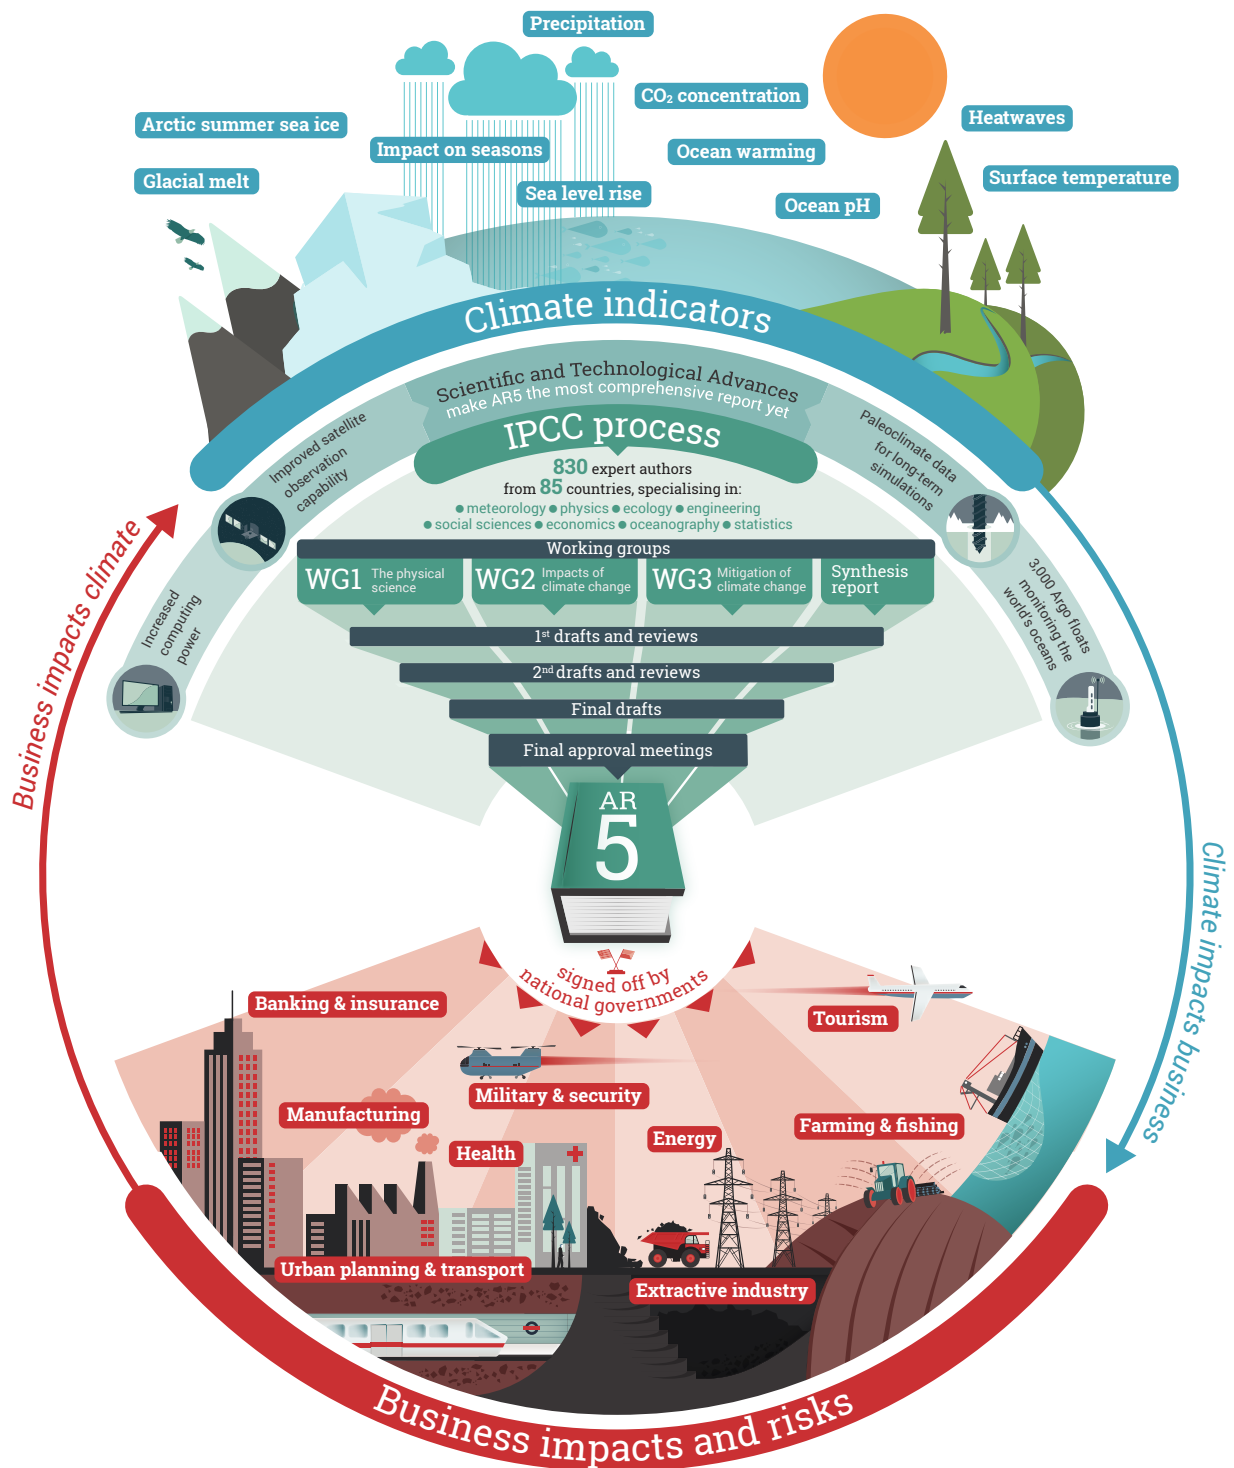 Precipitation
CO₂ concentration
Heatwaves
Arctic summer sea ice
Impact on seasons
Ocean warming
Glacial melt
Surface temperature
Sea level rise
Ocean pH
Climate indicators
Scientific and Technological Advances
make AR5 the most comprehensive report yet
IPCC process
830 expert authors
from 85 countries, specialising in:
● meteorology ● physics ● ecology ● engineering
● social sciences ● economics ● oceanography ● statistics
Improved satellite
observation
capability
Paleoclimate data
for long-term
simulations
Increased
computing
power
3,000 Argo floats
monitoring the
world's oceans
Working groups
WG1 The physical
science
WG2 Impacts of
climate change
WG3 Mitigation of
climate change
Synthesis
report
1st drafts and reviews
2nd drafts and reviews
Final drafts
Final approval meetings
AR
5
signed off by
national governments
Business impacts climate
Climate impacts business
Banking & insurance
Tourism
Military & security
Manufacturing
Farming & fishing
Energy
Health
Urban planning & transport
Extractive industry
Business impacts and risks